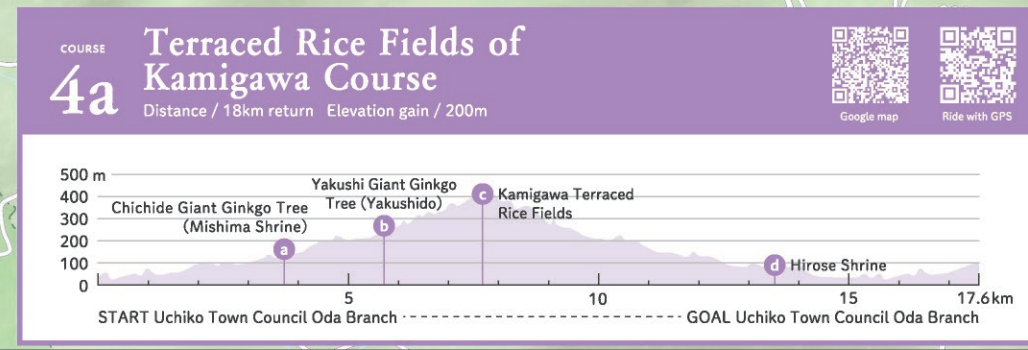 COURSE
4a
Terraced Rice Fields of
Kamigawa Course
Distance / 18km return Elevation gain / 200m
Google map
Ride with GPS
500 m
400
300
200
100
0
Chichide Giant Ginkgo Tree
(Mishima Shrine)
a
Yakushi Giant Ginkgo
Tree (Yakushido)
b
c
Kamigawa Terraced
Rice Fields
d
Hirose Shrine
5
10
15
17.6km
START Uchiko Town Council Oda Branch
GOAL Uchiko Town Council Oda Branch